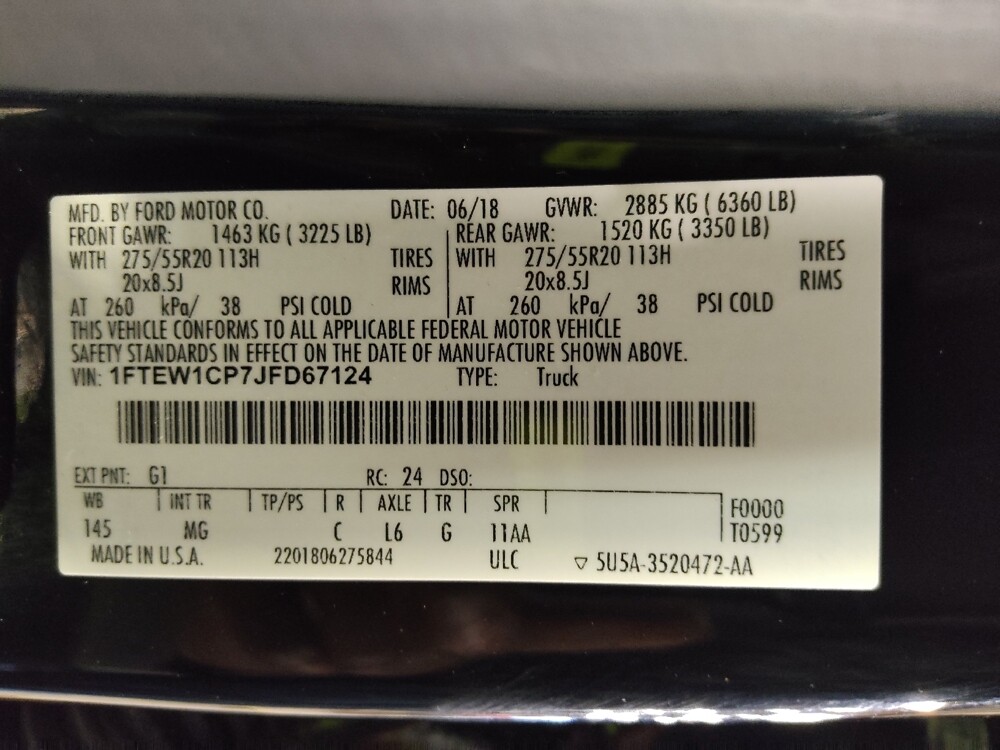 MFD. BY FORD MOTOR CO. DATE: 06/18 GVWR: 2885 KG ( 6360 LB)
FRONT GAWR: 1463 KG ( 3225 LB) REAR GAWR: 1520 KG ( 3350 LB)
WITH 275/55R20 113H TIRES WITH 275/55R20 113H TIRES
20x8.5J RIMS 20x8.5J RIMS
AT 260 kPa/ 38 PSI COLD AT 260 kPa/ 38 PSI COLD
THIS VEHICLE CONFORMS TO ALL APPLICABLE FEDERAL MOTOR VEHICLE
SAFETY STANDARDS IN EFFECT ON THE DATE OF MANUFACTURE SHOWN ABOVE.
VIN: 1FTEW1CP7JFD67124 TYPE: Truck
EXT PNT: G1 RC: 24 DSO:
WB INT TR TP/PS R AXLE TR SPR F0000
145 MG C L6 G 11AA T0599
MADE IN U.S.A. 2201806275844 ULC ▽ 5U5A-3520472-AA